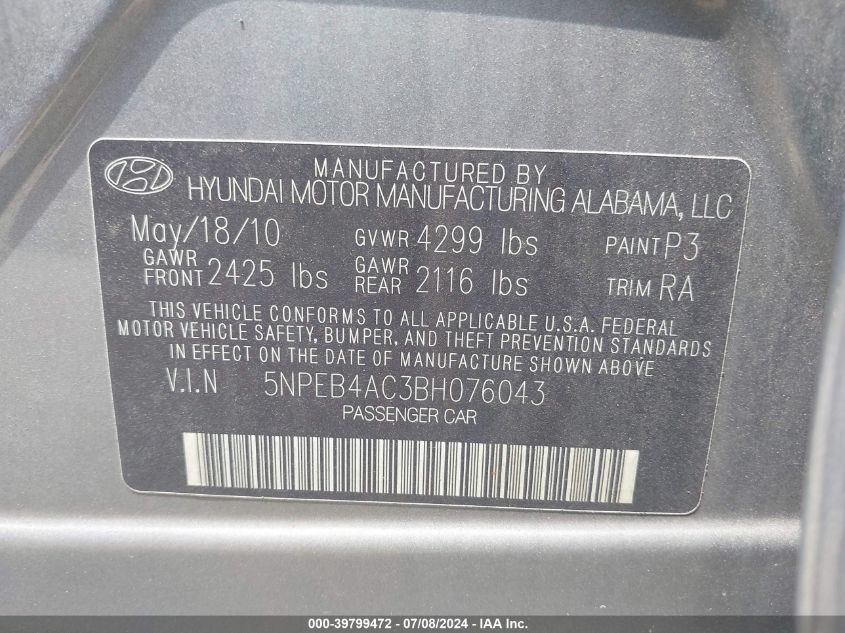 MANUFACTURED BY
HYUNDAI MOTOR MANUFACTURING ALABAMA, LLC
May/18/10 GVWR 4299 lbs PAINT P3
GAWR FRONT 2425 lbs GAWR REAR 2116 lbs TRIM RA
THIS VEHICLE CONFORMS TO ALL APPLICABLE U.S.A. FEDERAL
MOTOR VEHICLE SAFETY, BUMPER, AND THEFT PREVENTION STANDARDS
IN EFFECT ON THE DATE OF MANUFACTURE SHOWN ABOVE
V.I.N 5NPEB4AC3BH076043
PASSENGER CAR
000-39799472 - 07/08/2024 - IAA Inc.